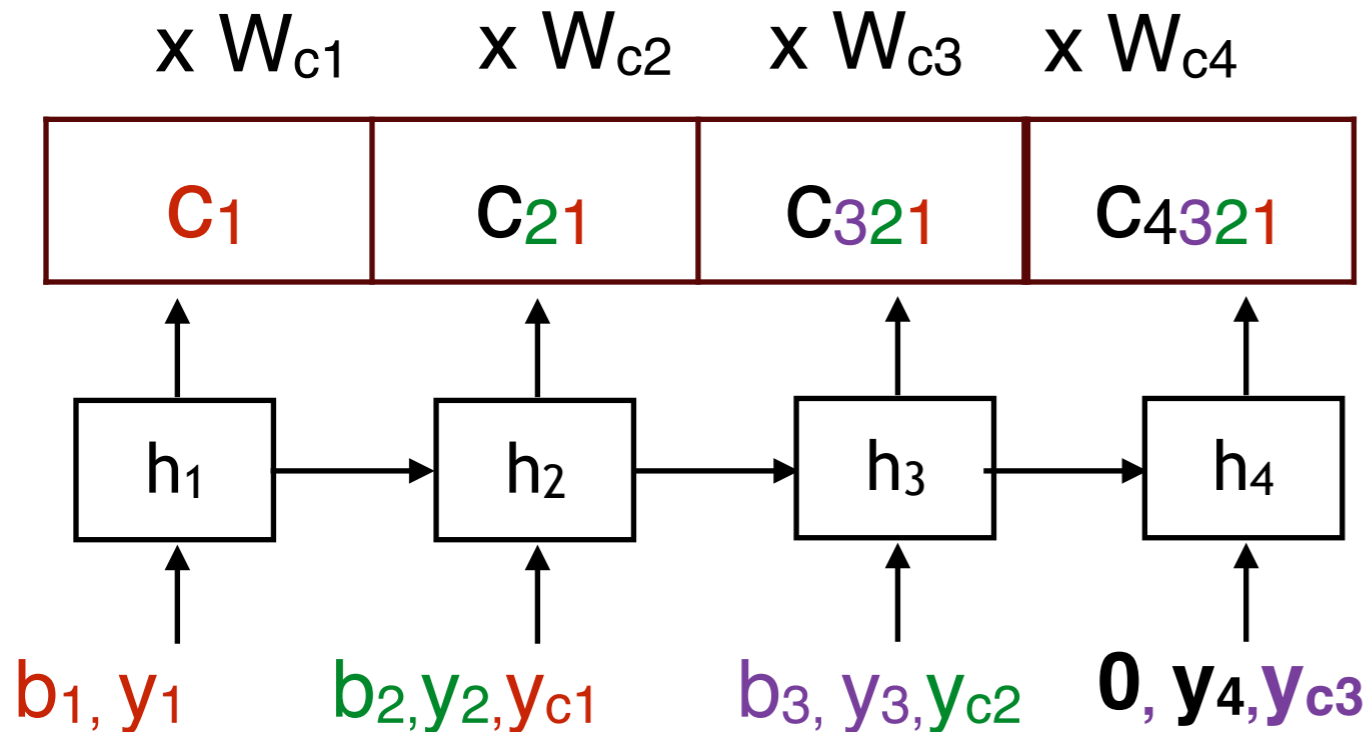 x Wc1 x Wc2 x Wc3 x Wc4
c1 c21 c321 c4321
h1 h2 h3 h4
b1, y1 b2,y2,yc1 b3, y3,yc2 0, y4,yc3